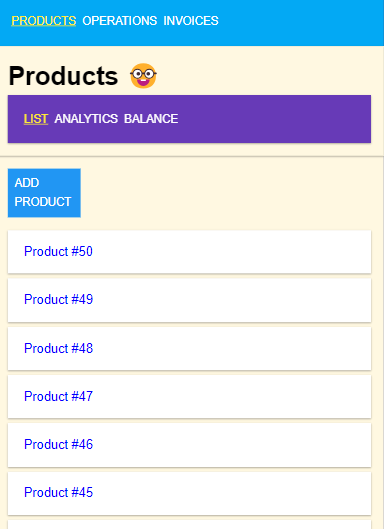 PRODUCTS OPERATIONS INVOICES
Products 🤓
LIST ANALYTICS BALANCE
ADD
PRODUCT
Product #50
Product #49
Product #48
Product #47
Product #46
Product #45